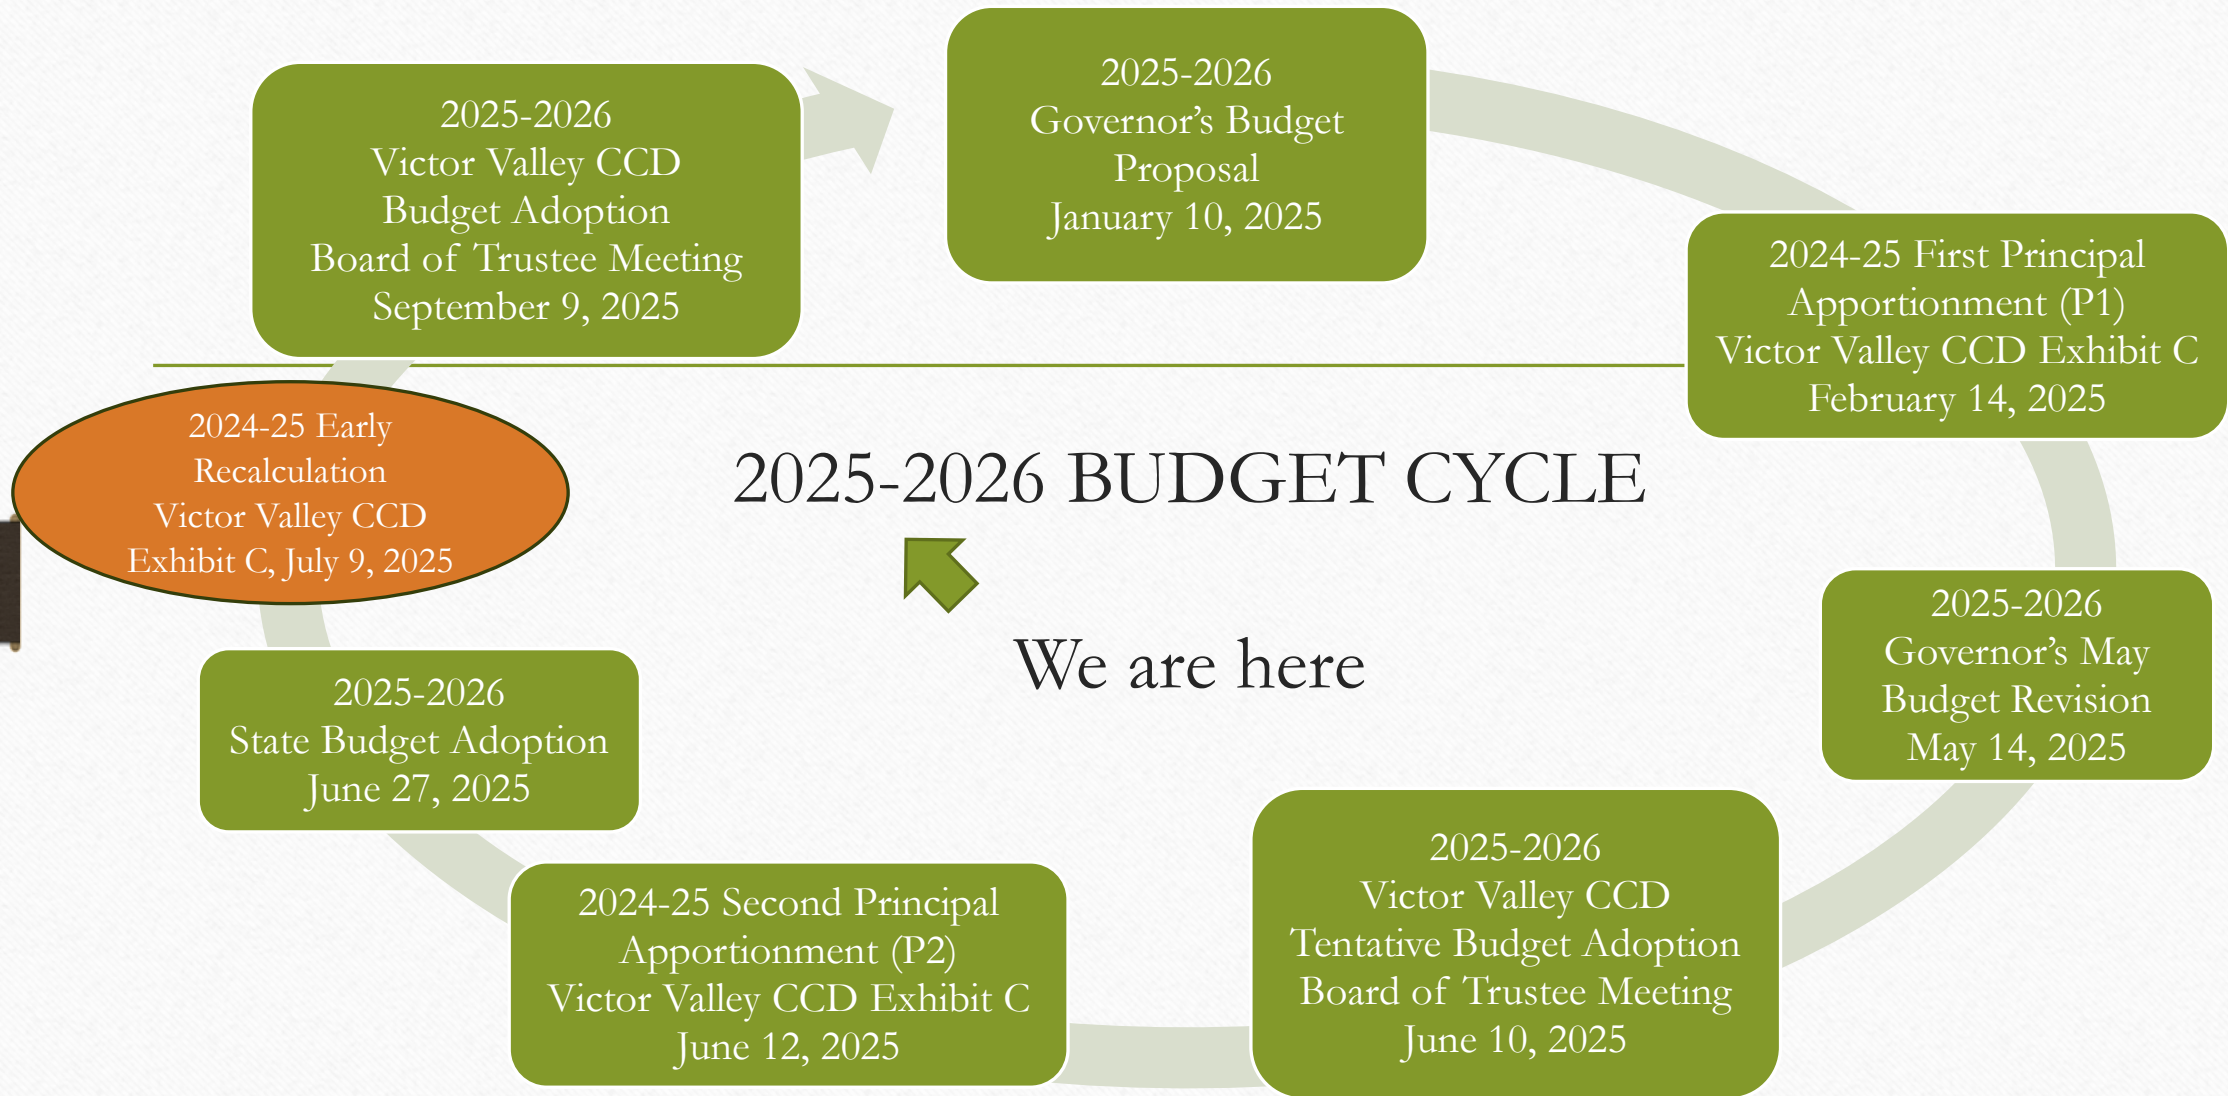 2025-2026
Governor’s Budget
Proposal
January 10, 2025
2024-25 First Principal
Apportionment (P1)
Victor Valley CCD Exhibit C
February 14, 2025
2025-2026
Governor’s May
Budget Revision
May 14, 2025
2025-2026
Victor Valley CCD
Tentative Budget Adoption
Board of Trustee Meeting
June 10, 2025
2024-25 Second Principal
Apportionment (P2)
Victor Valley CCD Exhibit C
June 12, 2025
2025-2026
State Budget Adoption
June 27, 2025
2024-25 Early
Recalculation
Victor Valley CCD
Exhibit C, July 9, 2025
2025-2026
Victor Valley CCD
Budget Adoption
Board of Trustee Meeting
September 9, 2025
2025-2026 BUDGET CYCLE
We are here